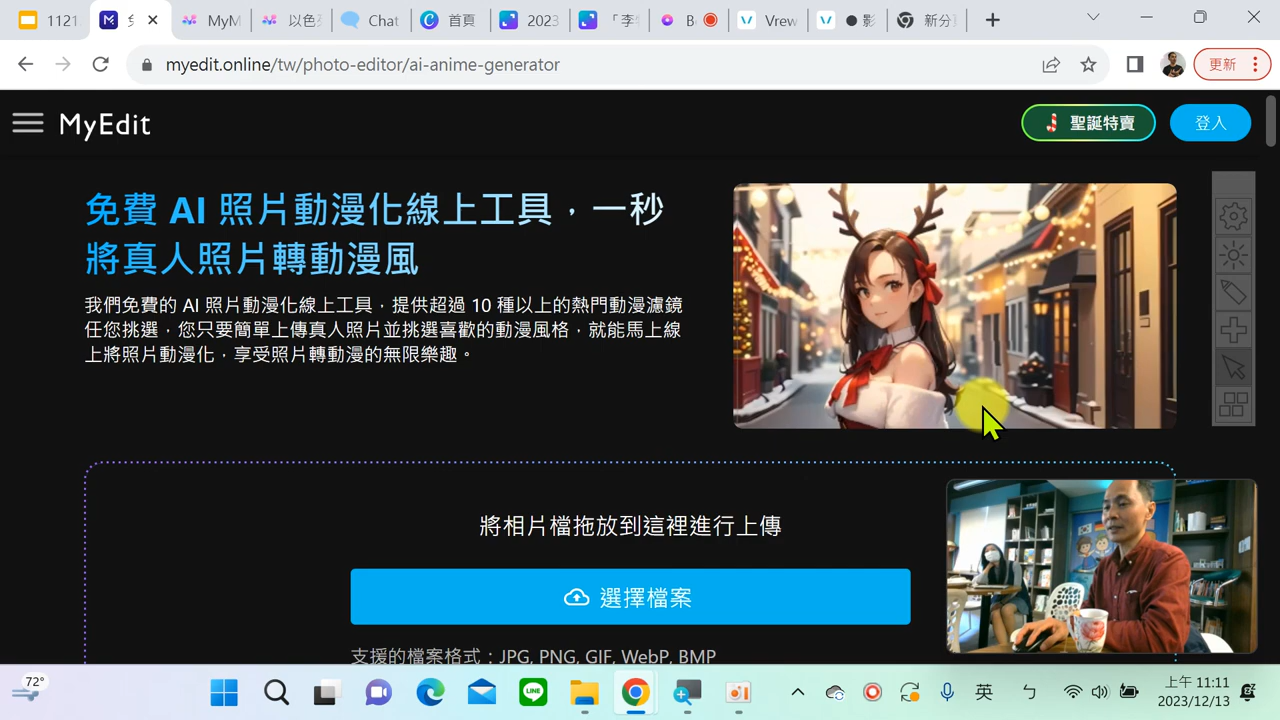 1121
MyM
以色
Chat
首頁
2023
「李
B
Vrew
影
新分
myedit.online/tw/photo-editor/ai-anime-generator
更新
MyEdit
聖誕特賣
登入
免費 AI 照片動漫化線上工具，一秒
將真人照片轉動漫風
我們免費的 AI 照片動漫化線上工具，提供超過 10 種以上的熱門動漫濾鏡
任您挑選，您只要簡單上傳真人照片並挑選喜歡的動漫風格，就能馬上線
上將照片動漫化，享受照片轉動漫的無限樂趣。
將相片檔拖放到這裡進行上傳
選擇檔案
支援的檔案格式：JPG, PNG, GIF, WebP, BMP
72°
LINE
英
ㄅ
上午 11:11
2023/12/13